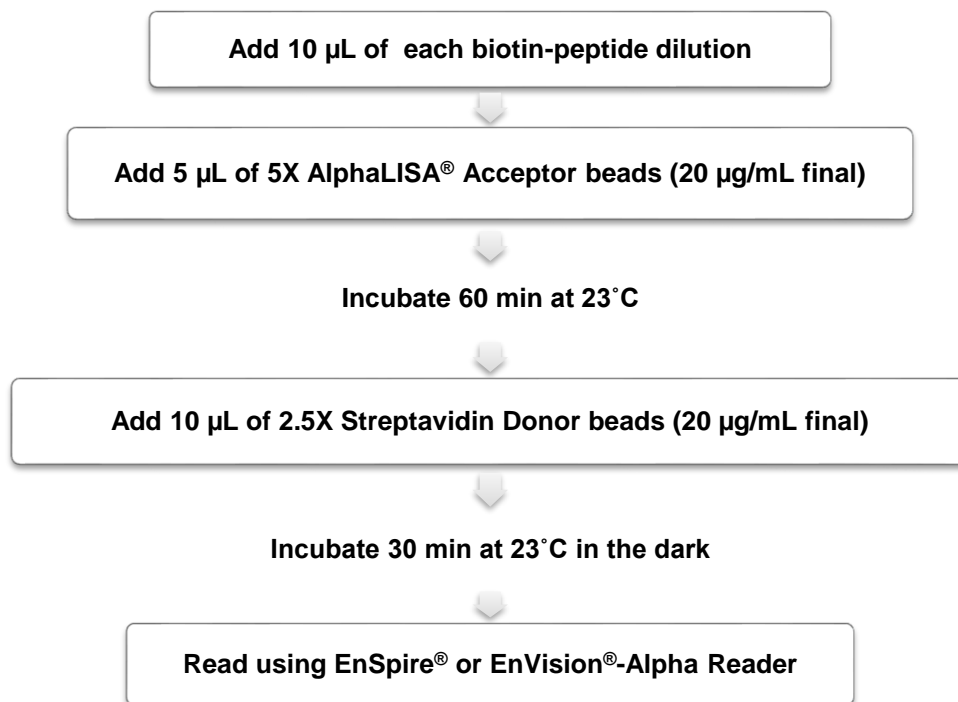 Add 10 µL of  each biotin-peptide dilution
Add 5 µL of 5X AlphaLISA® Acceptor beads (20 µg/mL final)
Incubate 60 min at 23˚C
Add 10 µL of 2.5X Streptavidin Donor beads (20 µg/mL final)
Incubate 30 min at 23˚C in the dark
Read using EnSpire® or EnVision®-Alpha Reader